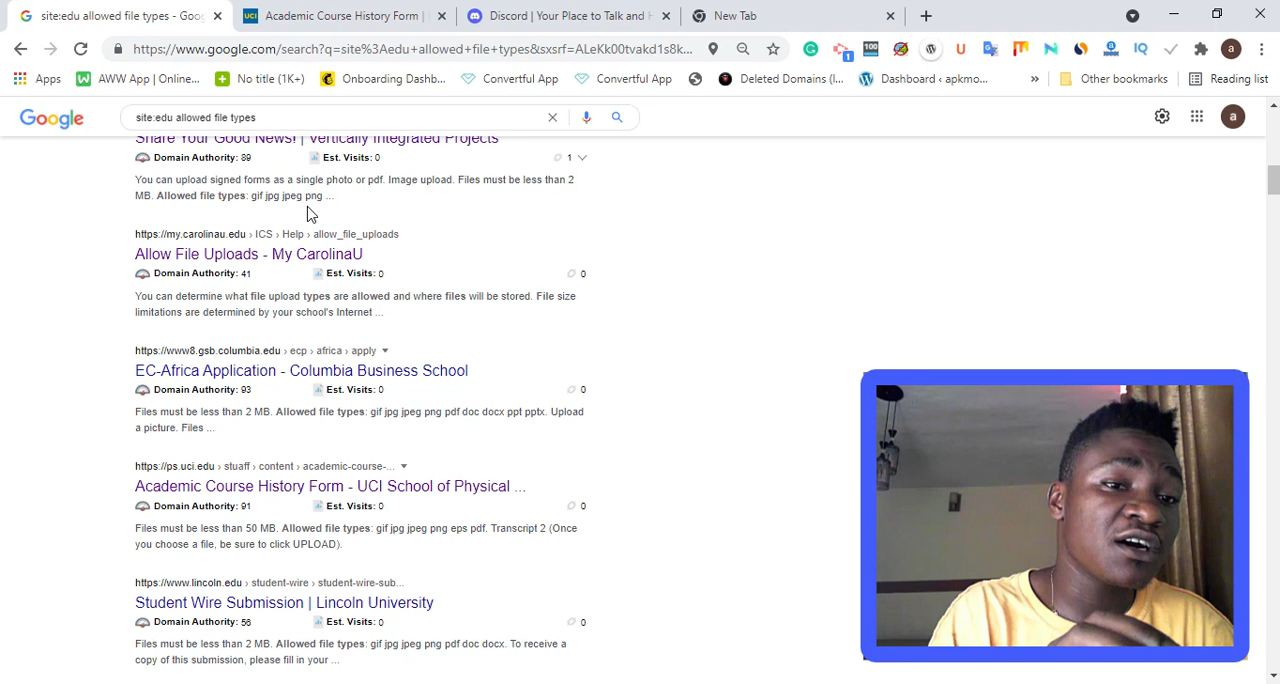 site:edu allowed file types - Goo
UCI Academic Course History Form |
Discord | Your Place to Talk and H
New Tab
https://www.google.com/search?q=site%3Aedu+allowed+file+types&sxsrf=ALeKk00tvakd1s8k...
100
1
U
IQ
a
Apps
AWW App | Online...
No title (1K+)
Onboarding Dashb...
Convertful App
Convertful App
Deleted Domains (l...
Dashboard ‹ apkmo...
»
Other bookmarks
Reading list
Google
site:edu allowed file types
a
Share Your Good News! | Vertically Integrated Projects
Domain Authority: 89 Est. Visits: 0 1
You can upload signed forms as a single photo or pdf. Image upload. Files must be less than 2
MB. Allowed file types: gif jpg jpeg png ...
https://my.carolinau.edu › ICS › Help › allow_file_uploads
Allow File Uploads - My CarolinaU
Domain Authority: 41 Est. Visits: 0 0
You can determine what file upload types are allowed and where files will be stored. File size
limitations are determined by your school's Internet ...
https://www8.gsb.columbia.edu › ecp › africa › apply
EC-Africa Application - Columbia Business School
Domain Authority: 93 Est. Visits: 0 0
Files must be less than 2 MB. Allowed file types: gif jpg jpeg png pdf doc docx ppt pptx. Upload
a picture. Files ...
https://ps.uci.edu › stuaff › content › academic-course-...
Academic Course History Form - UCI School of Physical ...
Domain Authority: 91 Est. Visits: 0 0
Files must be less than 50 MB. Allowed file types: gif jpg jpeg png eps pdf. Transcript 2 (Once
you choose a file, be sure to click UPLOAD).
https://www.lincoln.edu › student-wire › student-wire-sub...
Student Wire Submission | Lincoln University
Domain Authority: 56 Est. Visits: 0 0
Files must be less than 2 MB. Allowed file types: gif jpg jpeg png pdf doc docx. To receive a
copy of this submission, please fill in your ...